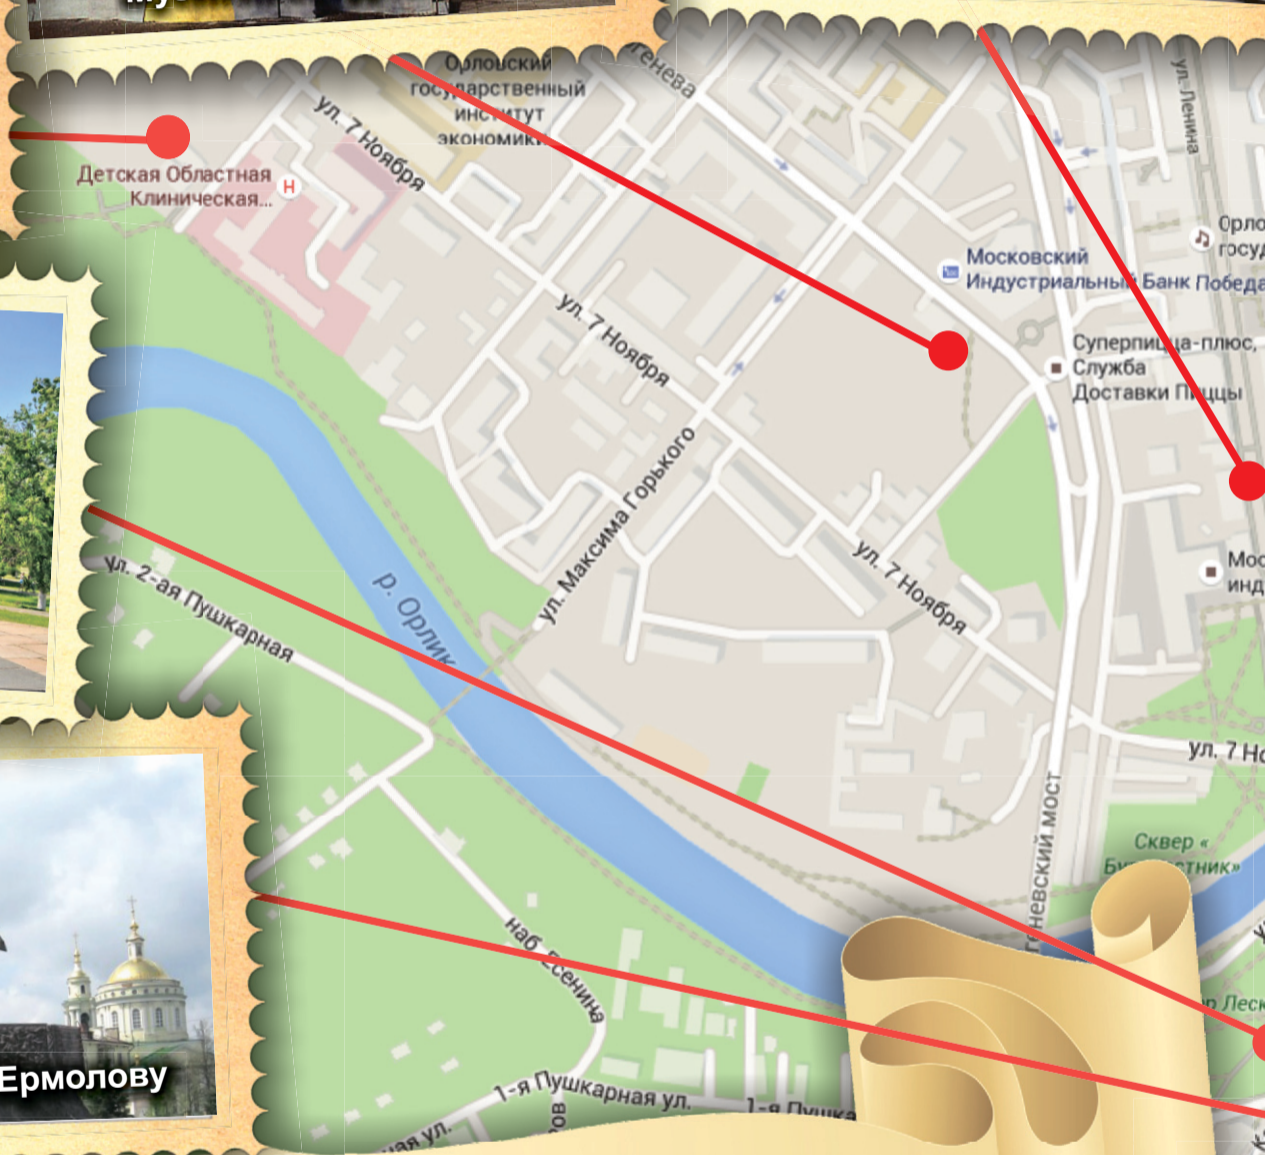 Орловский
государственный
институт
экономики
ул. 7 Ноября
ул. Ленина
Детская Областная
Клиническая...
Н
Московский
Индустриальный Банк Победа
ул. 7 Ноября
Суперпицца-плюс,
Служба
Доставки Пиццы
ул. Максима Горького
ул. 7 Ноября
ул. 2-ая Пушкарная
р. Орлик
ул. 7 Но
Сквер «
наб Есенина
Ермолову
1-я Пушкарная ул.
1-я Пушка